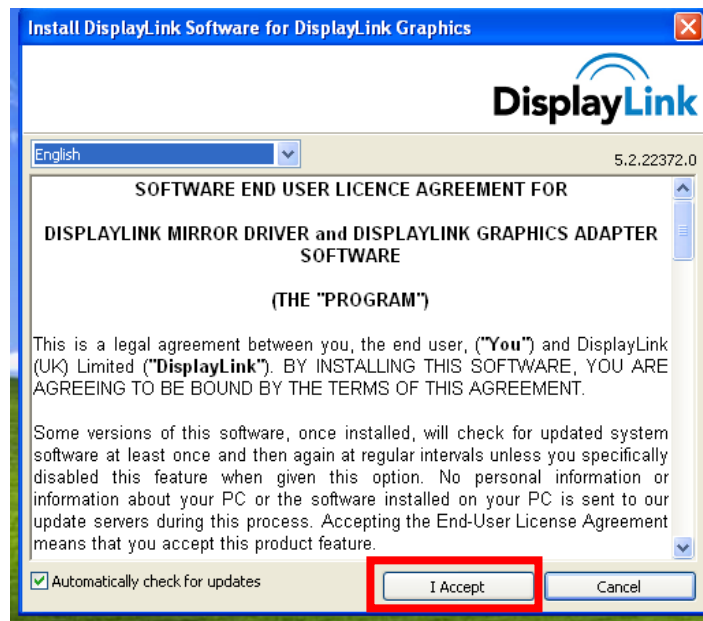 Install DisplayLink Software for DisplayLink Graphics
DisplayLink
English
5.2.22372.0
SOFTWARE END USER LICENCE AGREEMENT FOR
DISPLAYLINK MIRROR DRIVER and DISPLAYLINK GRAPHICS ADAPTER
SOFTWARE
(THE "PROGRAM")
This is a legal agreement between you, the end user, ("You") and DisplayLink
(UK) Limited ("DisplayLink"). BY INSTALLING THIS SOFTWARE, YOU ARE
AGREEING TO BE BOUND BY THE TERMS OF THIS AGREEMENT.
Some versions of this software, once installed, will check for updated system
software at least once and then again at regular intervals unless you specifically
disabled this feature when given this option. No personal information or
information about your PC or the software installed on your PC is sent to our
update servers during this process. Accepting the End-User License Agreement
means that you accept this product feature.
Automatically check for updates
I Accept
Cancel